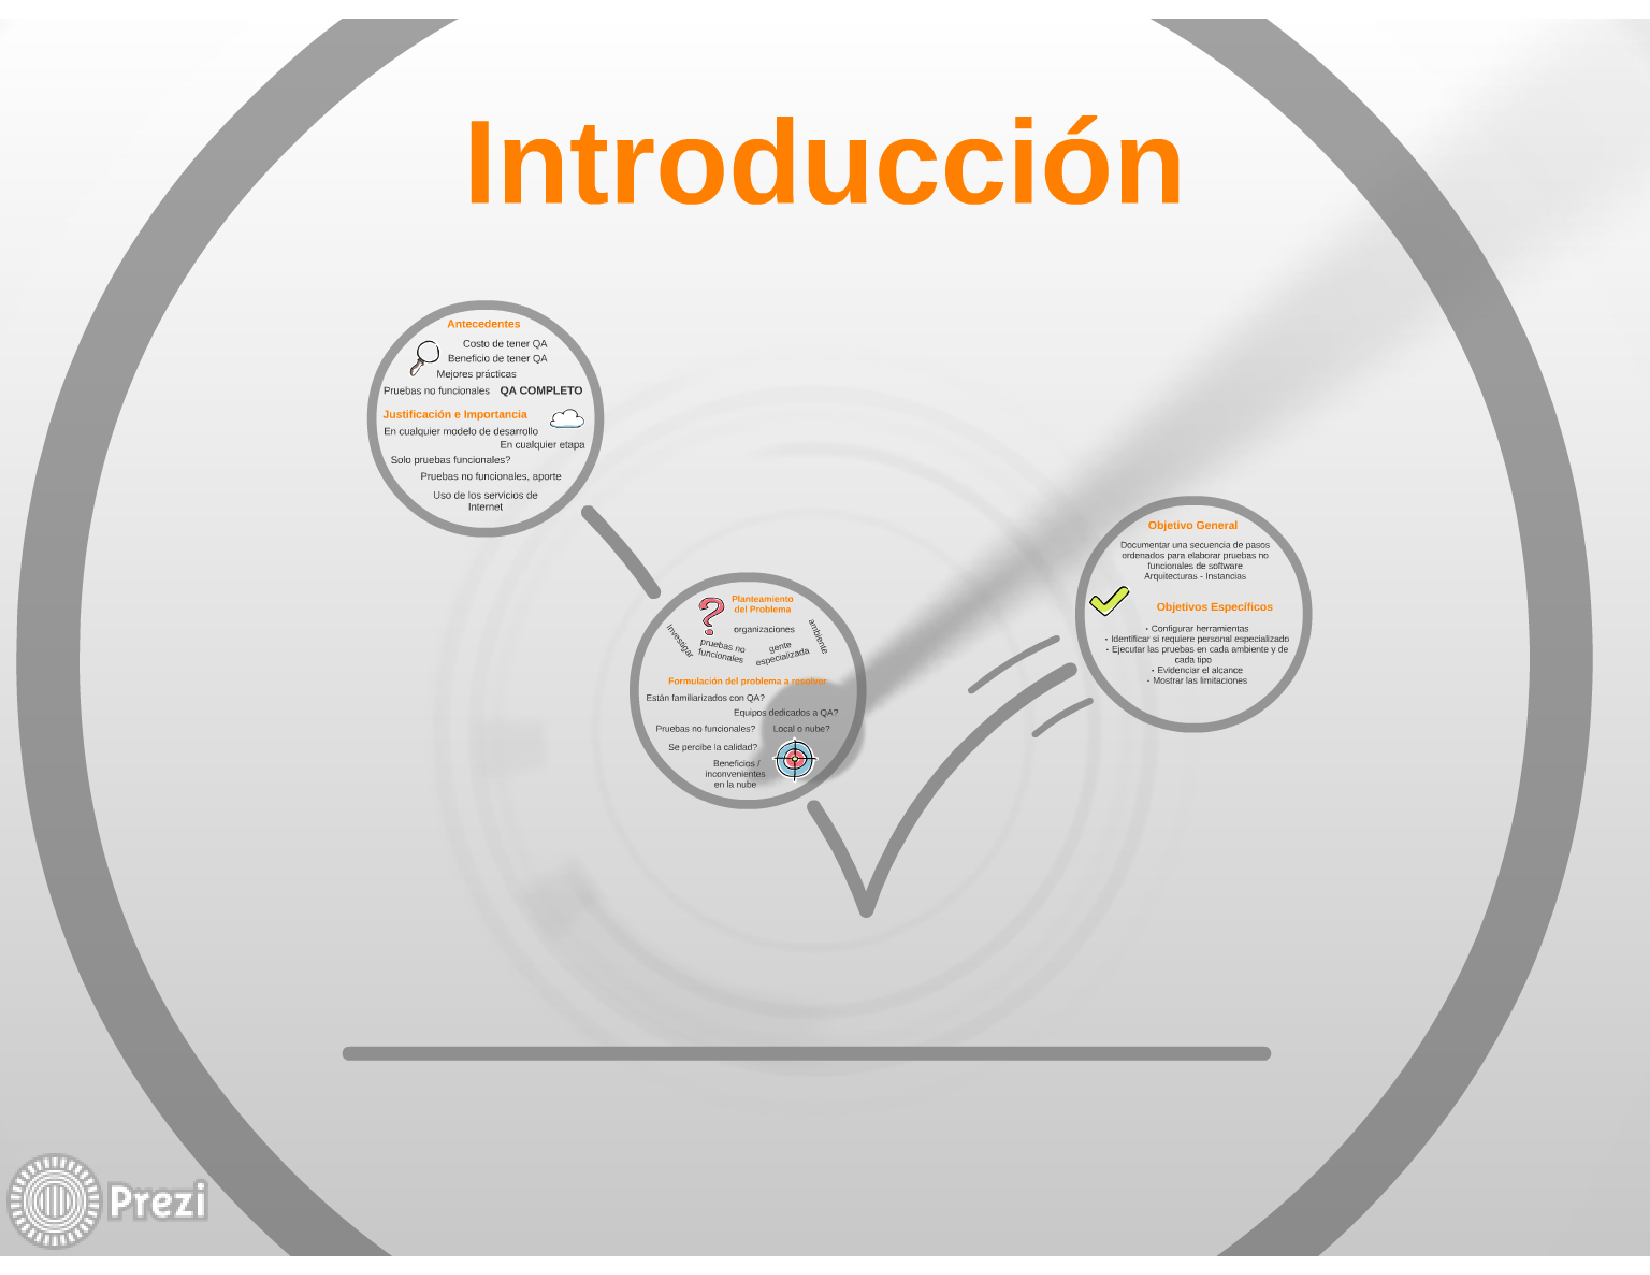 Introducción
Antecedentes
Costo de tener QA
Beneficio de tener QA
Mejores prácticas
Pruebas no funcionales QA COMPLETO
Justificación e Importancia
En cualquier modelo de desarrollo
En cualquier etapa
Solo pruebas funcionales?
Pruebas no funcionales, aporte
Uso de los servicios de
Internet
Planteamiento
del Problema
organizaciones
investigar
pruebas no
funcionales
gente
especializada
ambiente
Formulación del problema a resolver
Están familiarizados con QA?
Equipos dedicados a QA?
Pruebas no funcionales? Local o nube?
Se percibe la calidad?
Beneficios /
inconvenientes
en la nube
Objetivo General
Documentar una secuencia de pasos
ordenados para elaborar pruebas no
funcionales de software
Arquitecturas - Instancias
Objetivos Específicos
- Configurar herramientas
- Identificar si requiere personal especializado
- Ejecutar las pruebas en cada ambiente y de
cada tipo
- Evidenciar el alcance
- Mostrar las limitaciones
Prezi